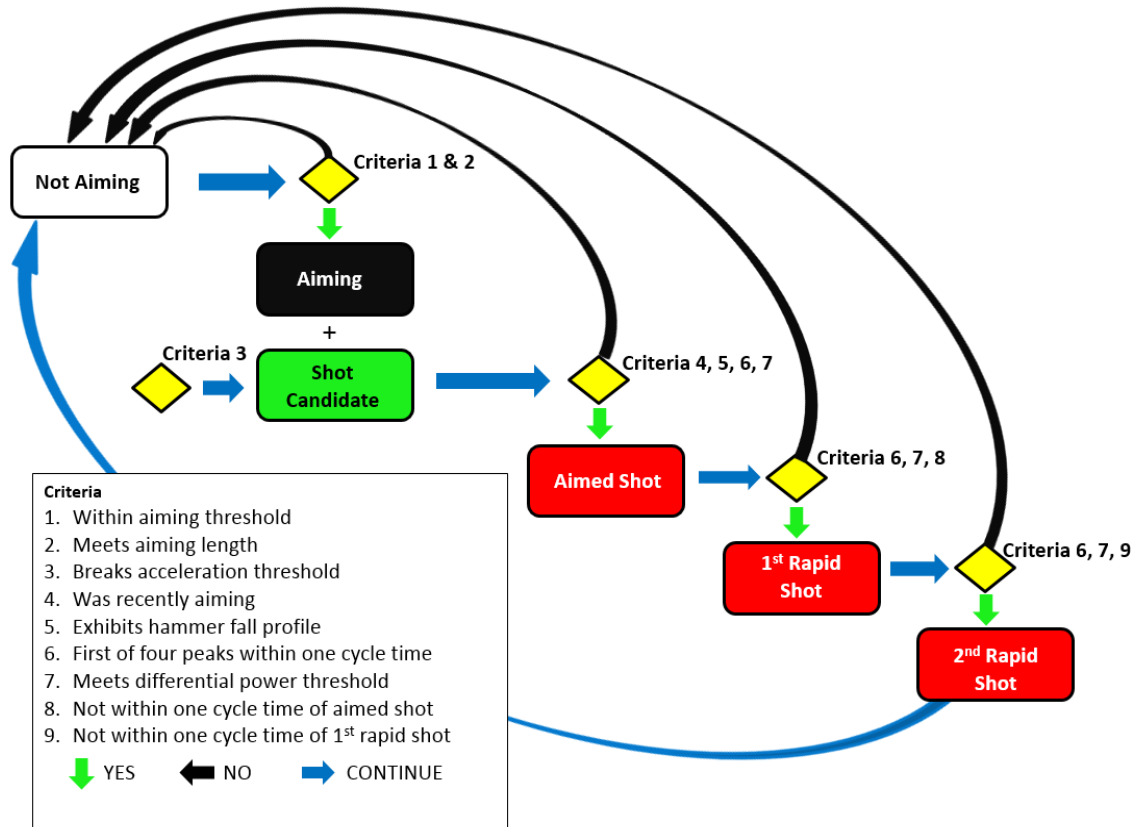 Criteria 1 & 2
Not Aiming
Aiming
+
Criteria 3
Shot
Candidate
Criteria 4, 5, 6, 7
Aimed Shot
Criteria 6, 7, 8
1st Rapid
Shot
Criteria 6, 7, 9
2nd Rapid
Shot
Criteria
1. Within aiming threshold
2. Meets aiming length
3. Breaks acceleration threshold
4. Was recently aiming
5. Exhibits hammer fall profile
6. First of four peaks within one cycle time
7. Meets differential power threshold
8. Not within one cycle time of aimed shot
9. Not within one cycle time of 1st rapid shot
YES NO CONTINUE